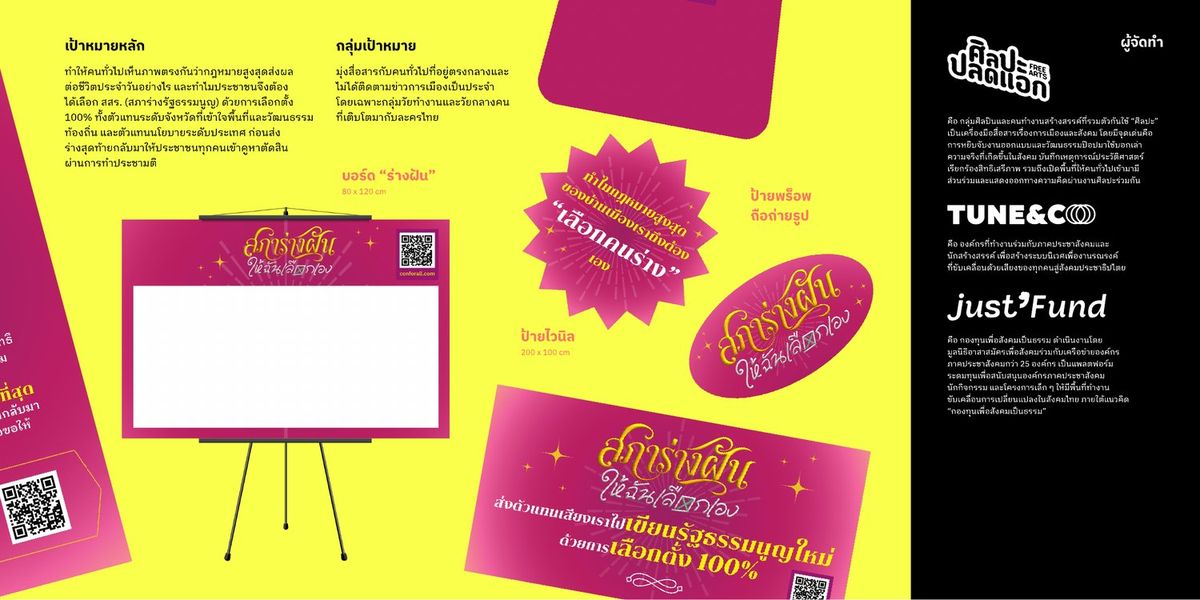 เป้าหมายหลัก
ทำให้คนทั่วไปเห็นภาพตรงกันว่ากฎหมายสูงสุดส่งผล
ต่อชีวิตประจำวันอย่างไร และทำไมประชาชนจึงต้อง
ได้เลือก สสร. (สภาร่างรัฐธรรมนูญ) ด้วยการเลือกตั้ง
100% ทั้งตัวแทนระดับจังหวัดที่เข้าใจพื้นที่และวัฒนธรรม
ท้องถิ่น และตัวแทนนโยบายระดับประเทศ ก่อนส่ง
ร่างสุดท้ายกลับมาให้ประชาชนทุกคนเข้าคูหาตัดสิน
ผ่านการทำประชามติ
กลุ่มเป้าหมาย
มุ่งสื่อสารกับคนทั่วไปที่อยู่ตรงกลางและ
ไม่ได้ติดตามข่าวการเมืองเป็นประจำ
โดยเฉพาะกลุ่มวัยทำงานและวัยกลางคน
ที่เติบโตมากับละครไทย
บอร์ด “ร่างฝัน”
80 x 120 cm
สภาร่างฝัน
ให้ฉันเลือกเอง
conforall.com
ที่สุด
กลับมา
ขอให้
ทำไมกฎหมายสูงสุด
ของบ้านเมืองเราถึงต้อง
“เลือกคนร่าง”
เอง
ป้ายพร็อพ
ถือถ่ายรูป
สภาร่างฝัน
ให้ฉันเลือกเอง
ป้ายไวนิล
200 x 100 cm
สภาร่างฝัน
ให้ฉันเลือกเอง
ส่งตัวแทนเสียงเราไปเขียนรัฐธรรมนูญใหม่
ด้วยการเลือกตั้ง 100%
ผู้จัดทำ
ศิลปะ
ปลดแอก
FREE
ARTS
คือ กลุ่มศิลปินและคนทำงานสร้างสรรค์ที่รวมตัวกันใช้ “ศิลปะ”
เป็นเครื่องมือสื่อสารเรื่องการเมืองและสังคม โดยมีจุดเด่นคือ
การหยิบจับงานออกแบบและวัฒนธรรมป๊อปมาใช้บอกเล่า
ความจริงที่เกิดขึ้นในสังคม บันทึกเหตุการณ์ประวัติศาสตร์
เรียกร้องสิทธิเสรีภาพ รวมถึงเปิดพื้นที่ให้คนทั่วไปเข้ามามี
ส่วนร่วมและแสดงออกทางความคิดผ่านงานศิลปะร่วมกัน
TUNE&CO
คือ องค์กรที่ทำงานร่วมกับภาคประชาสังคมและ
นักสร้างสรรค์ เพื่อสร้างระบบนิเวศเพื่องานรณรงค์
ที่ขับเคลื่อนด้วยเสียงของทุกคนสู่สังคมประชาธิปไตย
just’Fund
คือ กองทุนเพื่อสังคมเป็นธรรม ดำเนินงานโดย
มูลนิธิอาสาสมัครเพื่อสังคมร่วมกับเครือข่ายองค์กร
ภาคประชาสังคมกว่า 25 องค์กร เป็นแพลตฟอร์ม
ระดมทุนเพื่อสนับสนุนองค์กรภาคประชาสังคม
นักกิจกรรม และโครงการเล็ก ๆ ให้มีพื้นที่ทำงาน
ขับเคลื่อนการเปลี่ยนแปลงในสังคมไทย ภายใต้แนวคิด
“กองทุนเพื่อสังคมเป็นธรรม”